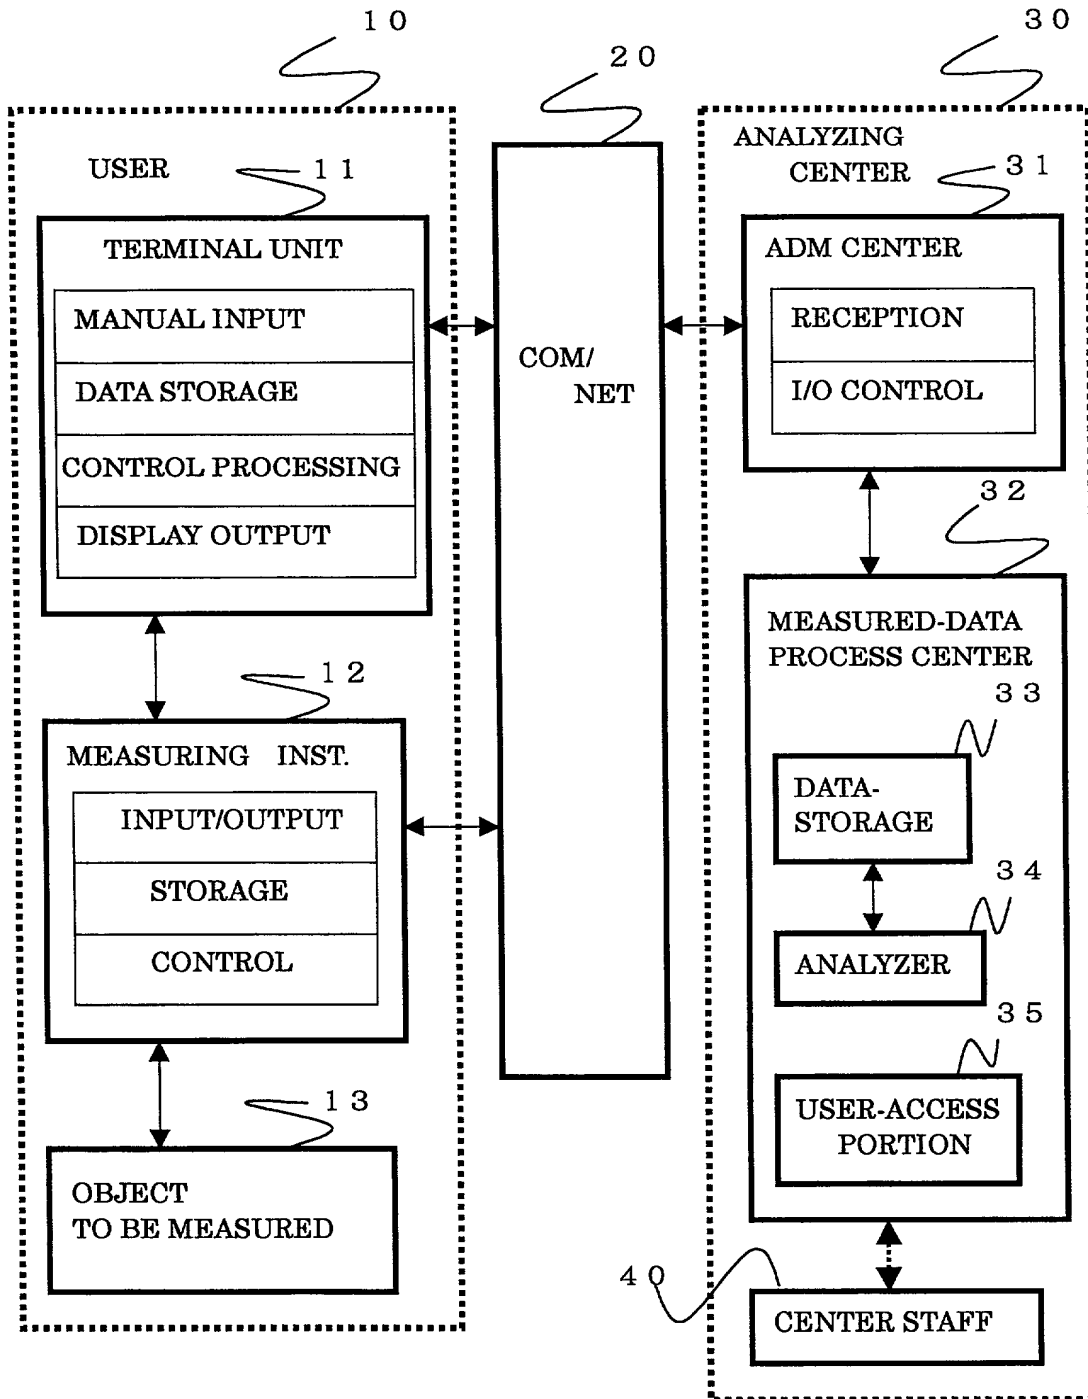 10
USER
11
TERMINAL UNIT
MANUAL INPUT
DATA STORAGE
CONTROL PROCESSING
DISPLAY OUTPUT
12
MEASURING INST.
INPUT/OUTPUT
STORAGE
CONTROL
13
OBJECT
TO BE MEASURED
20
COM/
NET
30
ANALYZING
CENTER
31
ADM CENTER
RECEPTION
I/O CONTROL
32
MEASURED-DATA
PROCESS CENTER
33
DATA-
STORAGE
34
ANALYZER
35
USER-ACCESS
PORTION
40
CENTER STAFF